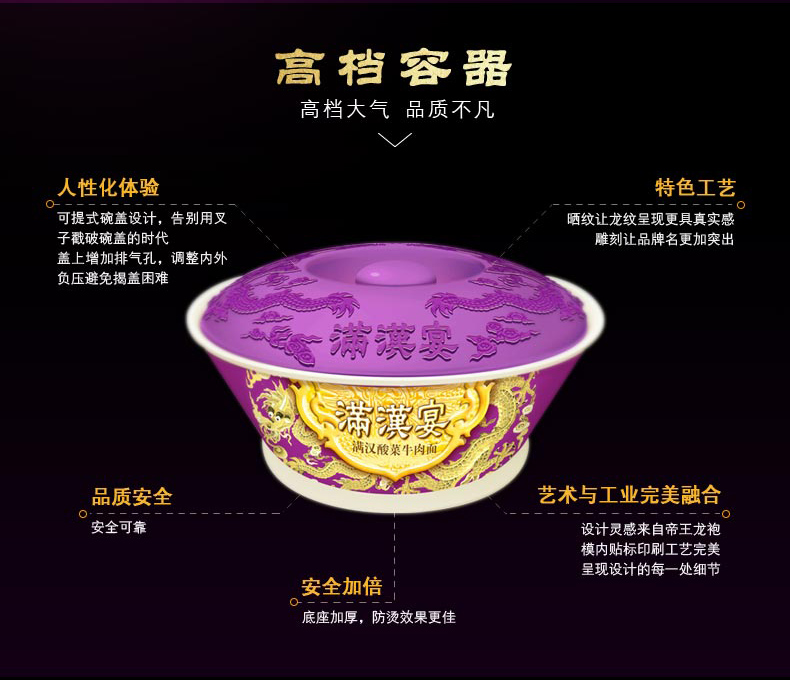 高档容器
高档大气 品质不凡
人性化体验
可提式碗盖设计，告别用叉
子戳破碗盖的时代
盖上增加排气孔，调整内外
负压避免揭盖困难
特色工艺
晒纹让龙纹呈现更具真实感
雕刻让品牌名更加突出
滿漢宴
滿漢宴
满汉酸菜牛肉面
品质安全
安全可靠
艺术与工业完美融合
设计灵感来自帝王龙袍
模内贴标印刷工艺完美
呈现设计的每一处细节
安全加倍
底座加厚，防烫效果更佳